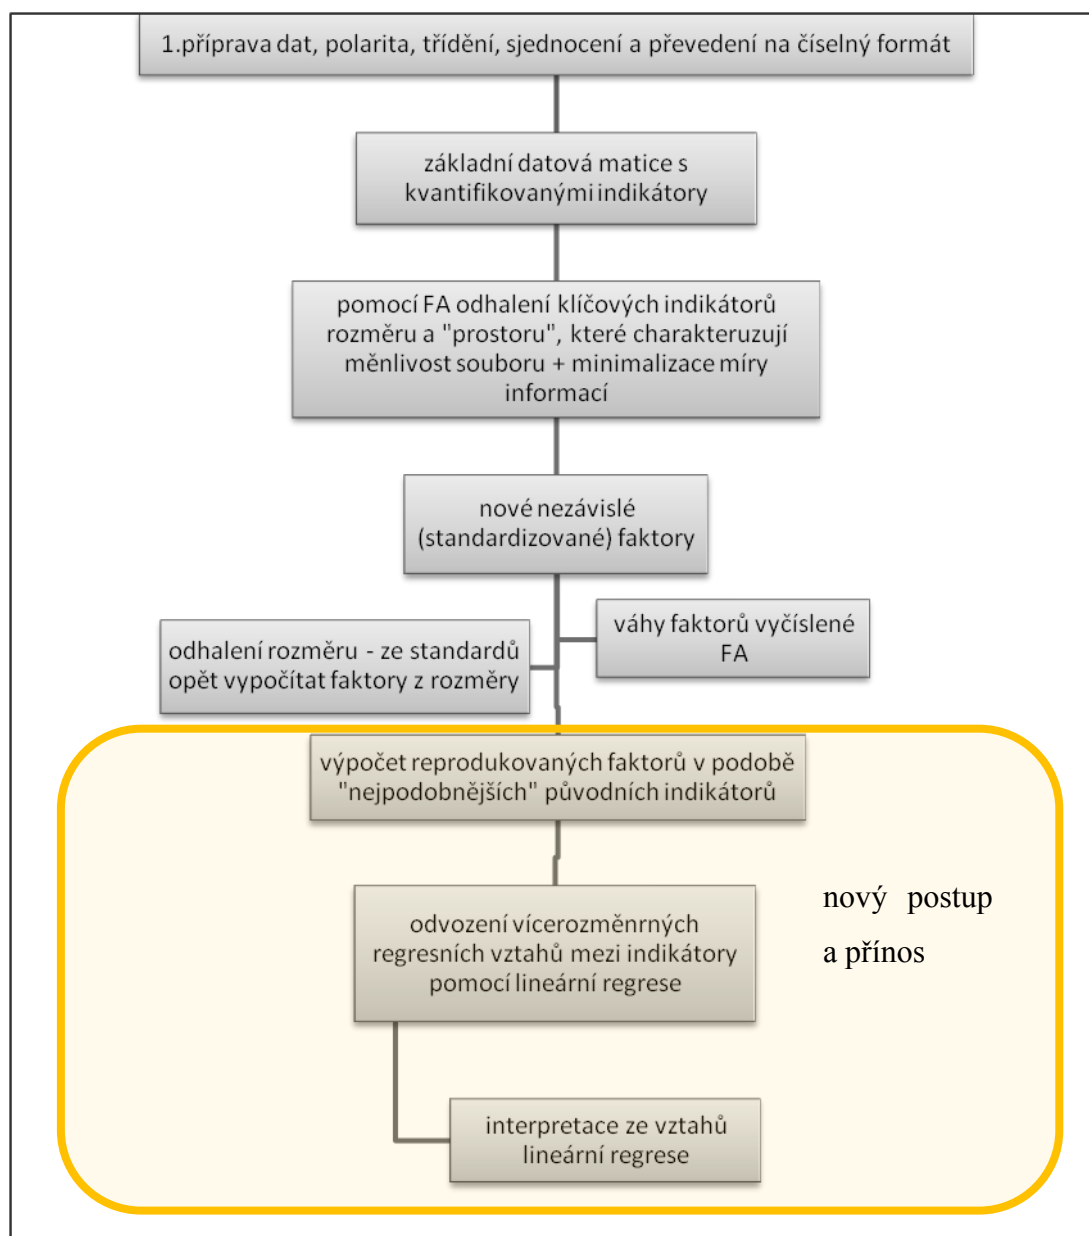 1.příprava dat, polarita, třídění, sjednocení a převedení na číselný formát
základní datová matice s
kvantifikovanými indikátory
pomocí FA odhalení klíčových indikátorů
rozměru a "prostoru", které charakteruzují
měnlivost souboru + minimalizace míry
informací
nové nezávislé
(standardizované) faktory
váhy faktorů vyčíslené
FA
odhalení rozměru - ze standardů
opět vypočítat faktory z rozměry
výpočet reprodukovaných faktorů v podobě
"nejpodobnějších" původních indikátorů
nový postup
a přínos
odvození vícerozměnrných
regresních vztahů mezi indikátory
pomocí lineární regrese
interpretace ze vztahů
lineární regrese